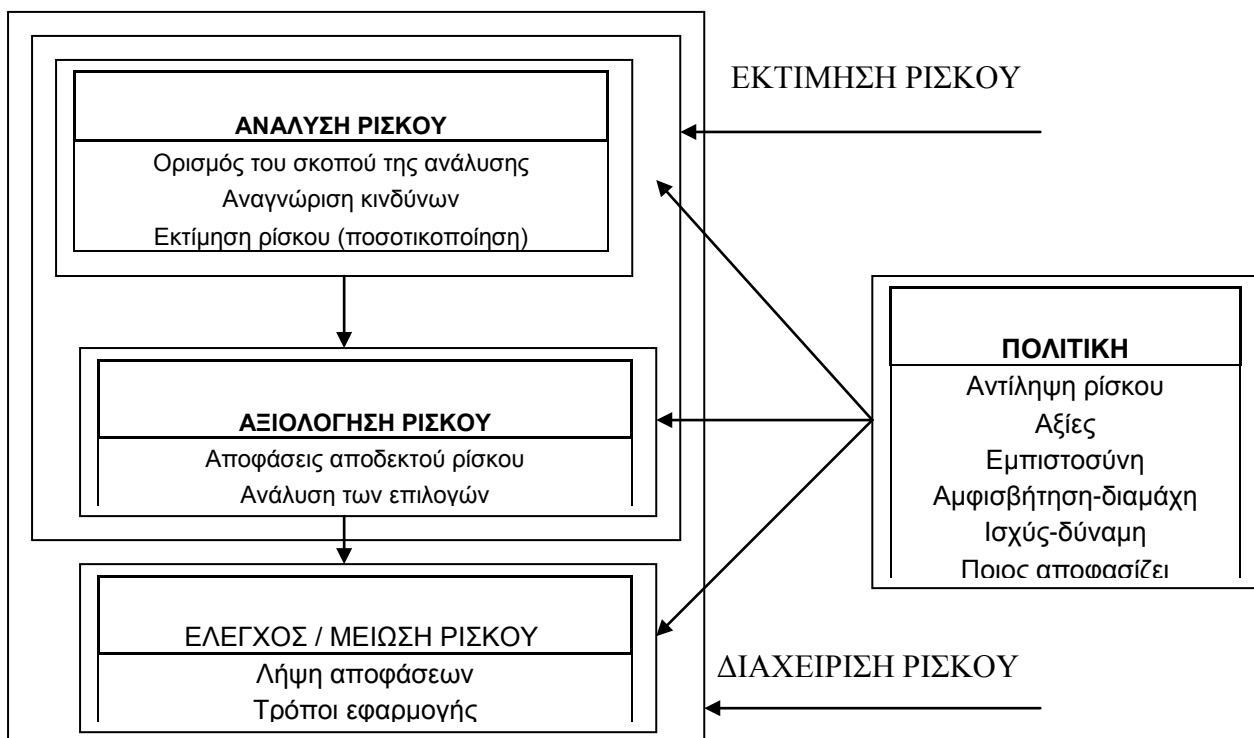 ΕΚΤΙΜΗΣΗ ΡΙΣΚΟΥ
ΑΝΑΛΥΣΗ ΡΙΣΚΟΥ
Ορισμός του σκοπού της ανάλυσης
Αναγνώριση κινδύνων
Εκτίμηση ρίσκου (ποσοτικοποίηση)
ΑΞΙΟΛΟΓΗΣΗ ΡΙΣΚΟΥ
Αποφάσεις αποδεκτού ρίσκου
Ανάλυση των επιλογών
ΕΛΕΓΧΟΣ / ΜΕΙΩΣΗ ΡΙΣΚΟΥ
Λήψη αποφάσεων
Τρόποι εφαρμογής
ΠΟΛΙΤΙΚΗ
Αντίληψη ρίσκου
Αξίες
Εμπιστοσύνη
Αμφισβήτηση-διαμάχη
Ισχύς-δύναμη
Ποιος αποφασίζει
ΔΙΑΧΕΙΡΙΣΗ ΡΙΣΚΟΥ